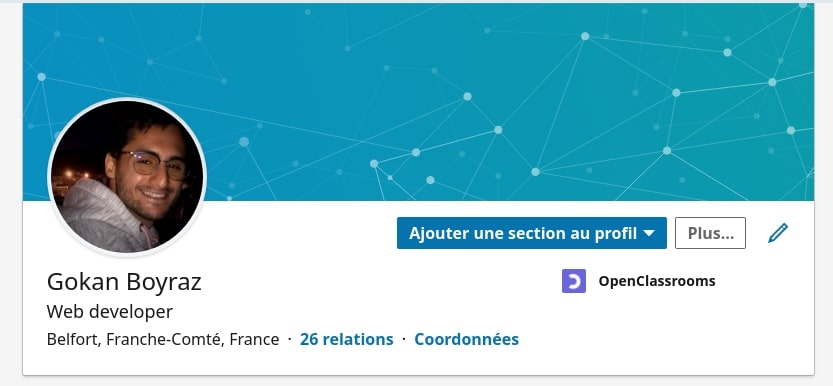 Ajouter une section au profil
Plus...
Gokan Boyraz
OpenClassrooms
Web developer
Belfort, Franche-Comté, France · 26 relations · Coordonnées